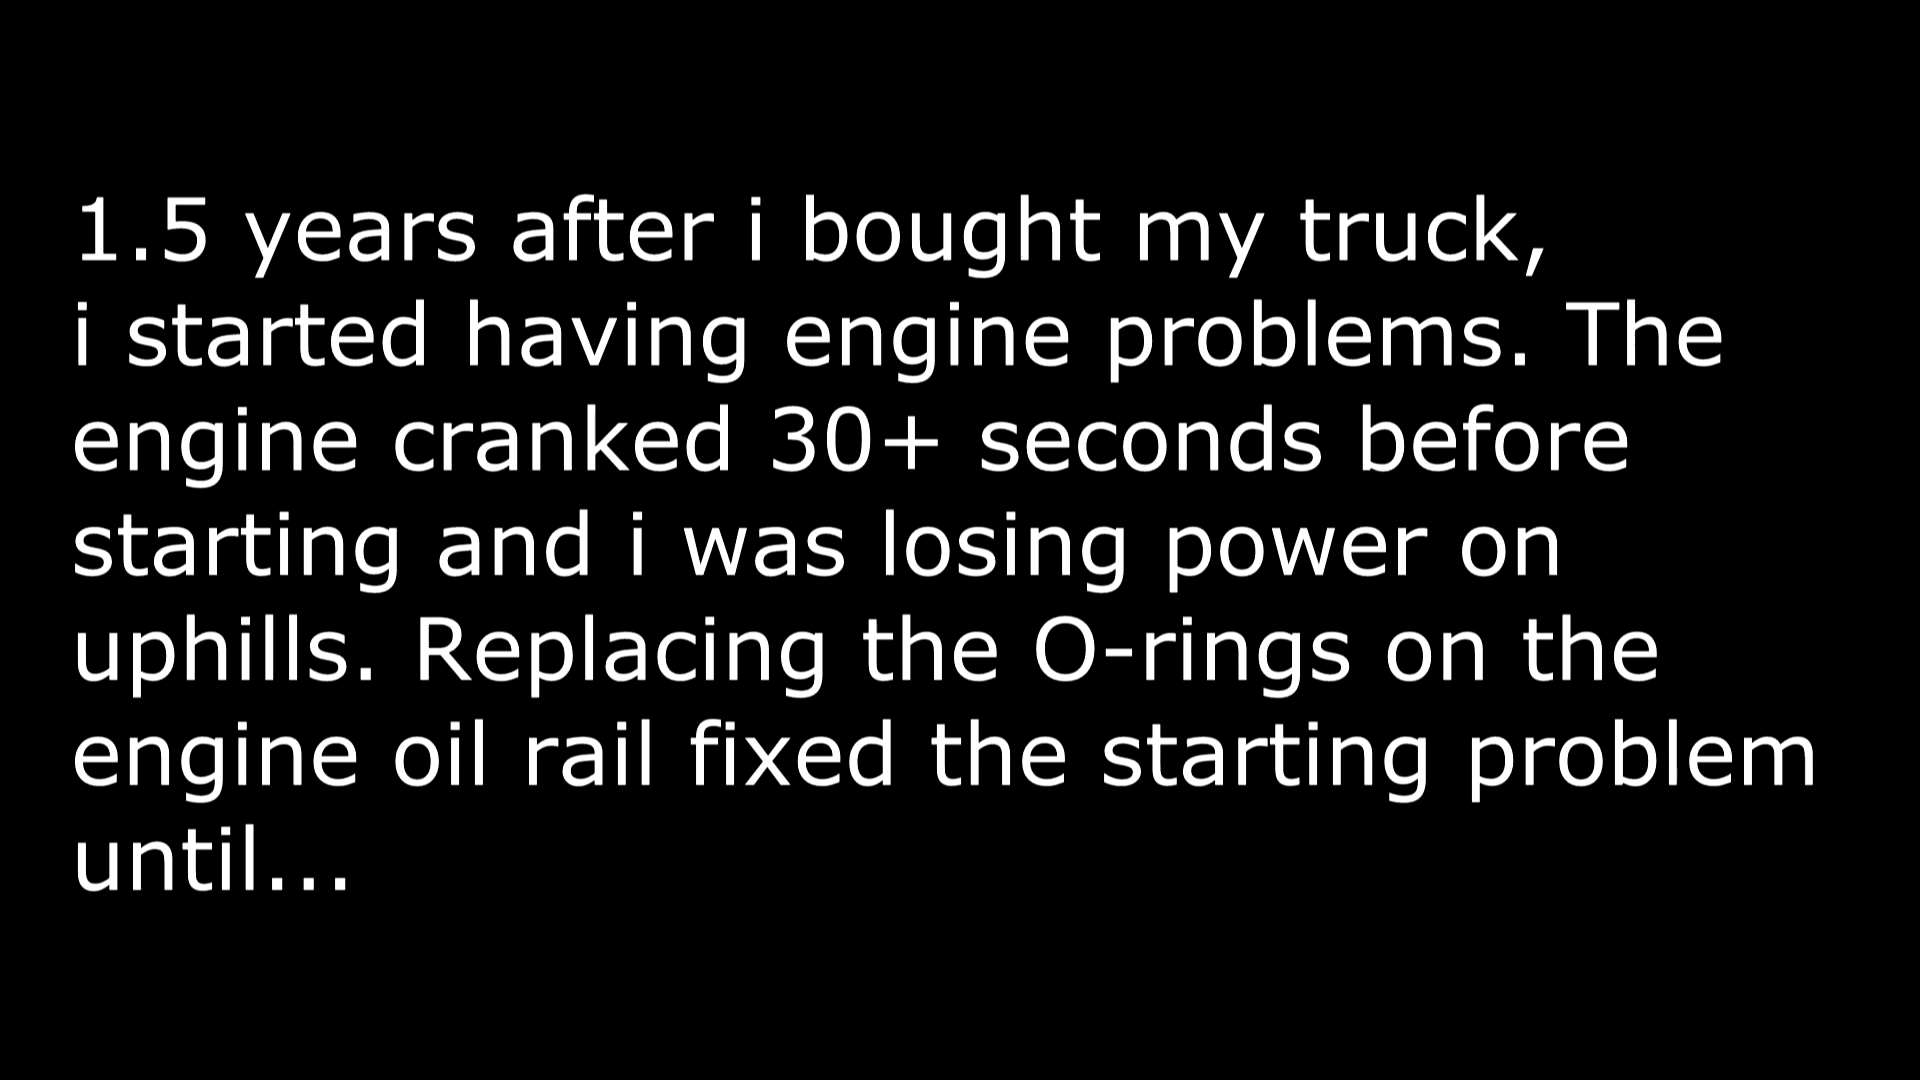 1.5 years after i bought my truck,
i started having engine problems. The
engine cranked 30+ seconds before
starting and i was losing power on
uphills. Replacing the O-rings on the
engine oil rail fixed the starting problem
until...